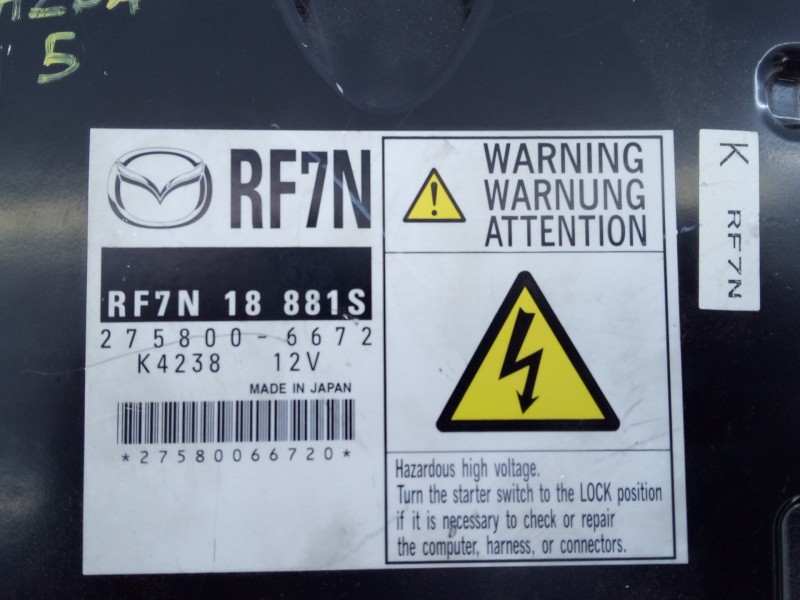 MAZDA
5
RF7N
RF7N 18 881S
275800-6672
K4238 12V
MADE IN JAPAN
*27580066720*
WARNING
WARNUNG
ATTENTION
Hazardous high voltage.
Turn the starter switch to the LOCK position
if it is necessary to check or repair
the computer, harness, or connectors.
K RF7N